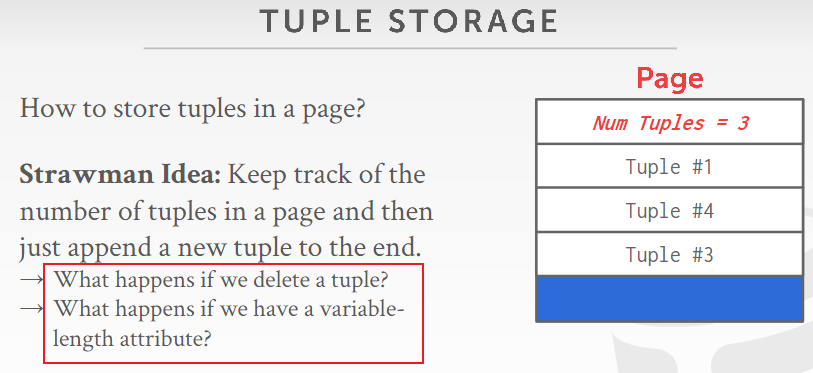 TUPLE STORAGE
How to store tuples in a page?
Strawman Idea: Keep track of the
number of tuples in a page and then
just append a new tuple to the end.
→ What happens if we delete a tuple?
→ What happens if we have a variable-
length attribute?
Page
Num Tuples = 3
Tuple #1
Tuple #4
Tuple #3